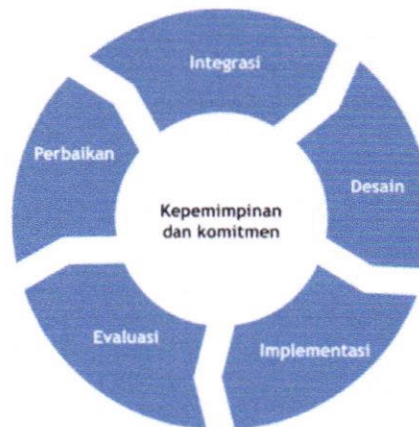 Integrasi
Desain
Implementasi
Evaluasi
Perbaikan
Kepemimpinan
dan komitmen